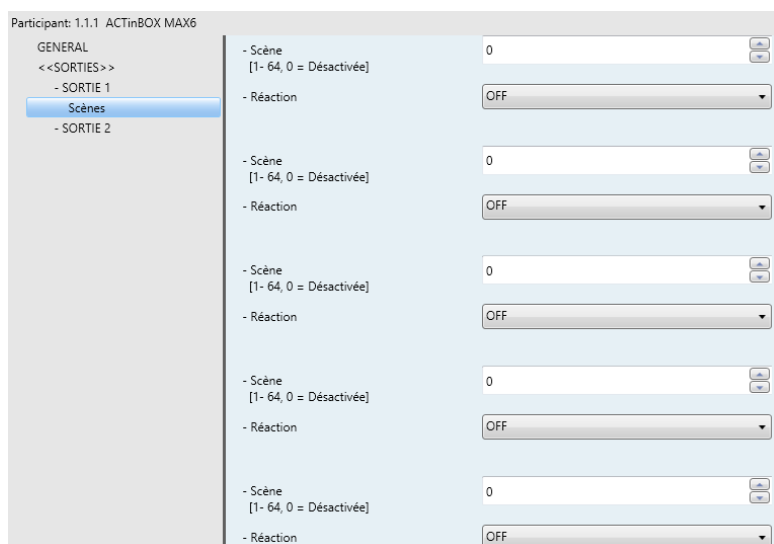 Participant: 1.1.1 ACTinBOX MAX6
GENERAL
<<SORTIES>>
- SORTIE 1
Scènes
- SORTIE 2
- Scène
[1- 64, 0 = Désactivée]
0
- Réaction
OFF
- Scène
[1- 64, 0 = Désactivée]
0
- Réaction
OFF
- Scène
[1- 64, 0 = Désactivée]
0
- Réaction
OFF
- Scène
[1- 64, 0 = Désactivée]
0
- Réaction
OFF
- Scène
[1- 64, 0 = Désactivée]
0
- Réaction
OFF